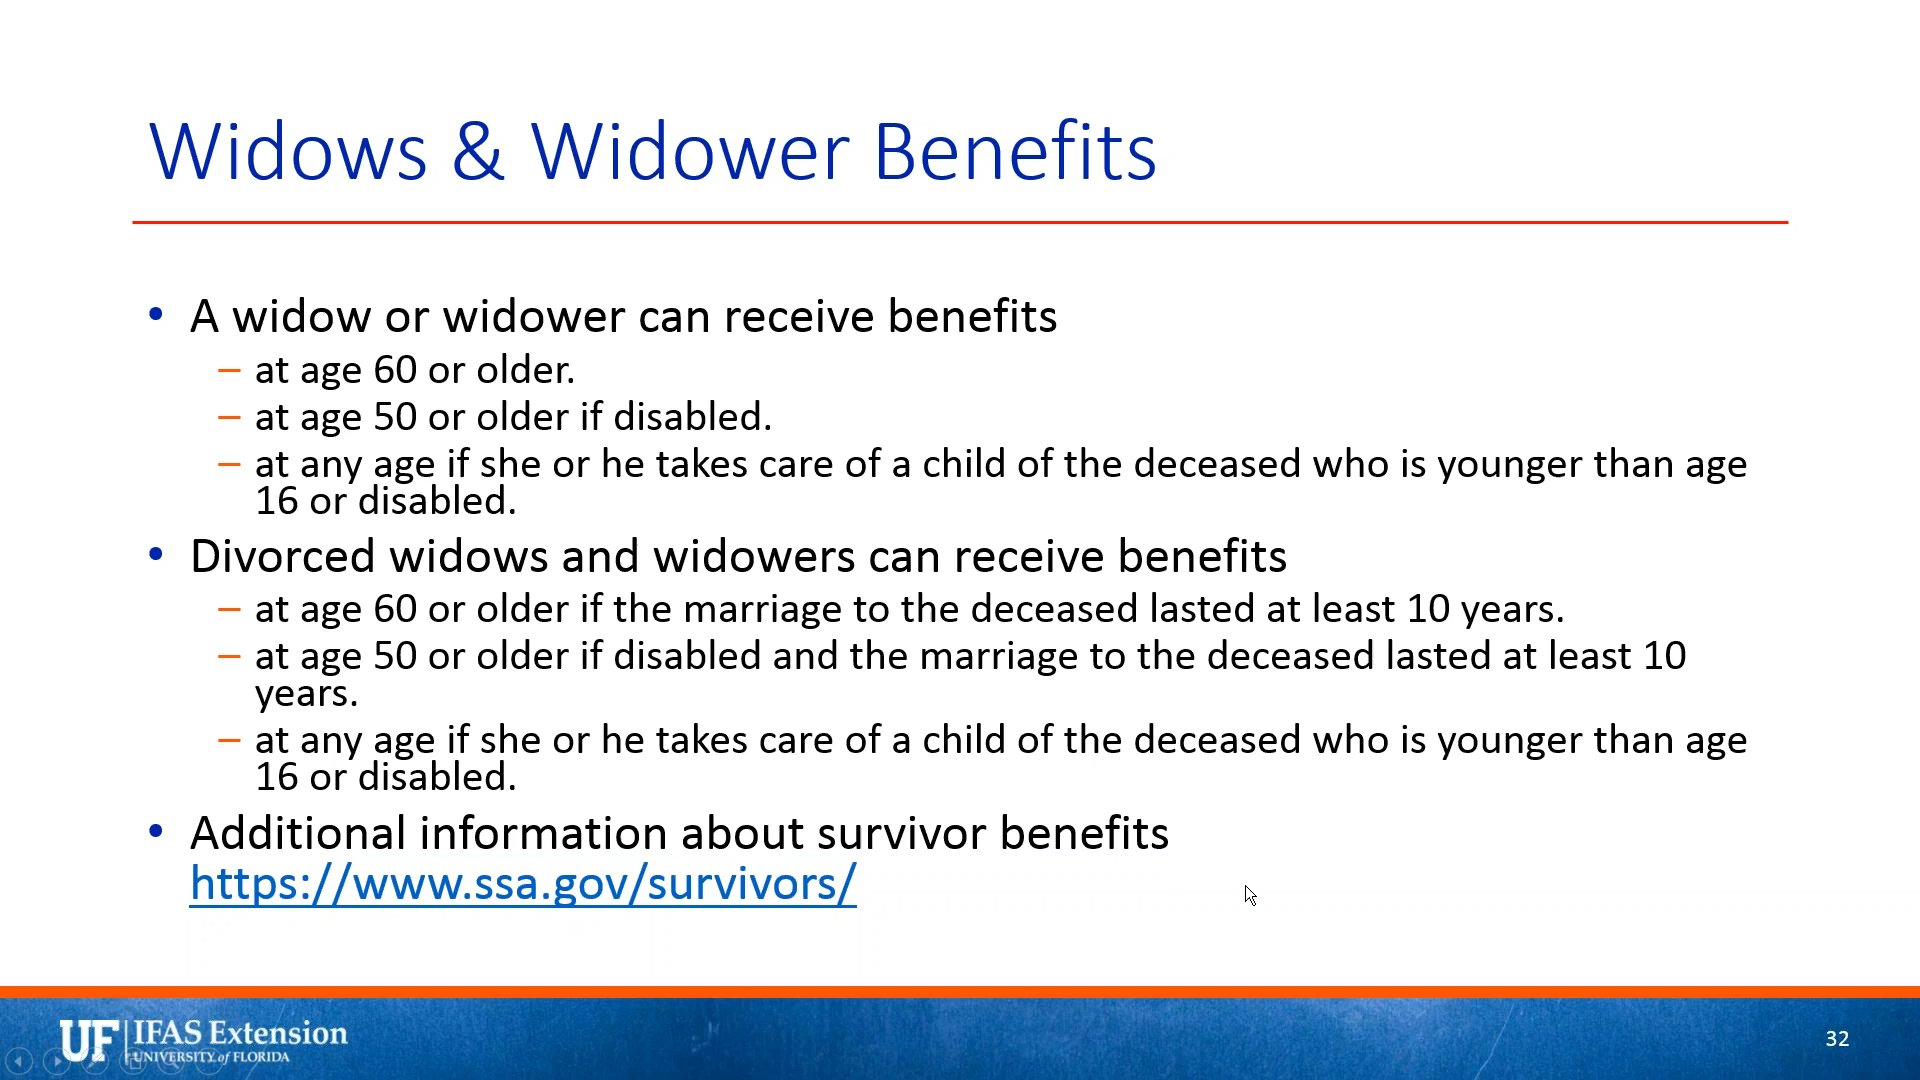 Widows & Widower Benefits
• A widow or widower can receive benefits
– at age 60 or older.
– at age 50 or older if disabled.
– at any age if she or he takes care of a child of the deceased who is younger than age
16 or disabled.
• Divorced widows and widowers can receive benefits
– at age 60 or older if the marriage to the deceased lasted at least 10 years.
– at age 50 or older if disabled and the marriage to the deceased lasted at least 10
years.
– at any age if she or he takes care of a child of the deceased who is younger than age
16 or disabled.
• Additional information about survivor benefits
https://www.ssa.gov/survivors/
UF IFAS Extension
UNIVERSITY of FLORIDA
32